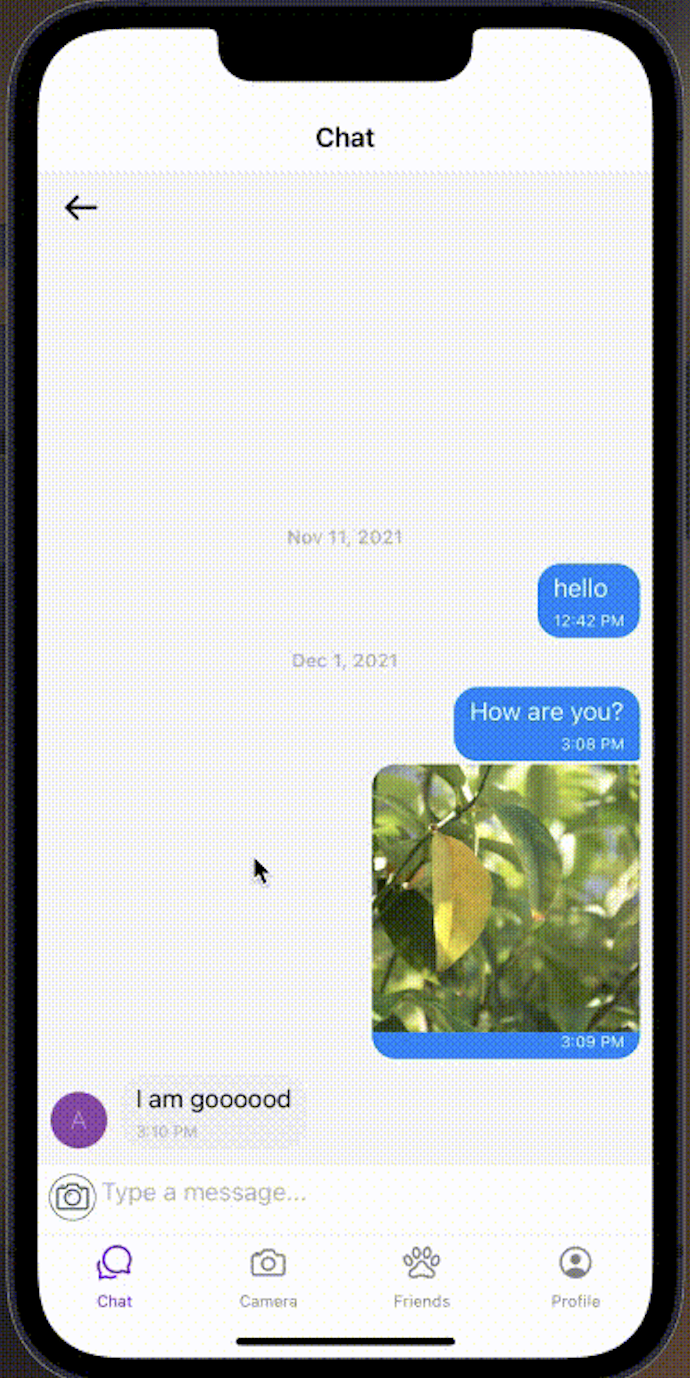 Chat
Nov 11, 2021
hello
12:42 PM
Dec 1, 2021
How are you?
3:08 PM
3:09 PM
A
I am goooood
3:10 PM
Type a message...
Chat
Camera
Friends
Profile